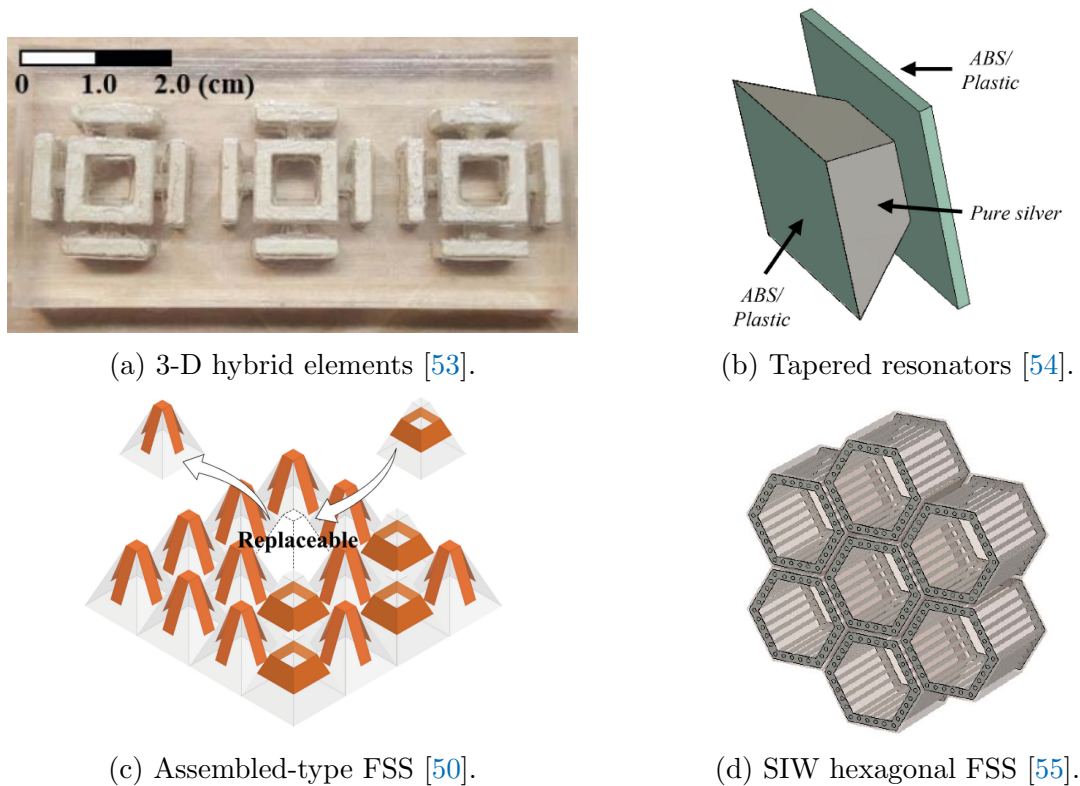 0 1.0 2.0 (cm)
ABS/
Plastic
Pure silver
ABS/
Plastic
(a) 3-D hybrid elements [53].
(b) Tapered resonators [54].
Replaceable
(c) Assembled-type FSS [50].
(d) SIW hexagonal FSS [55].